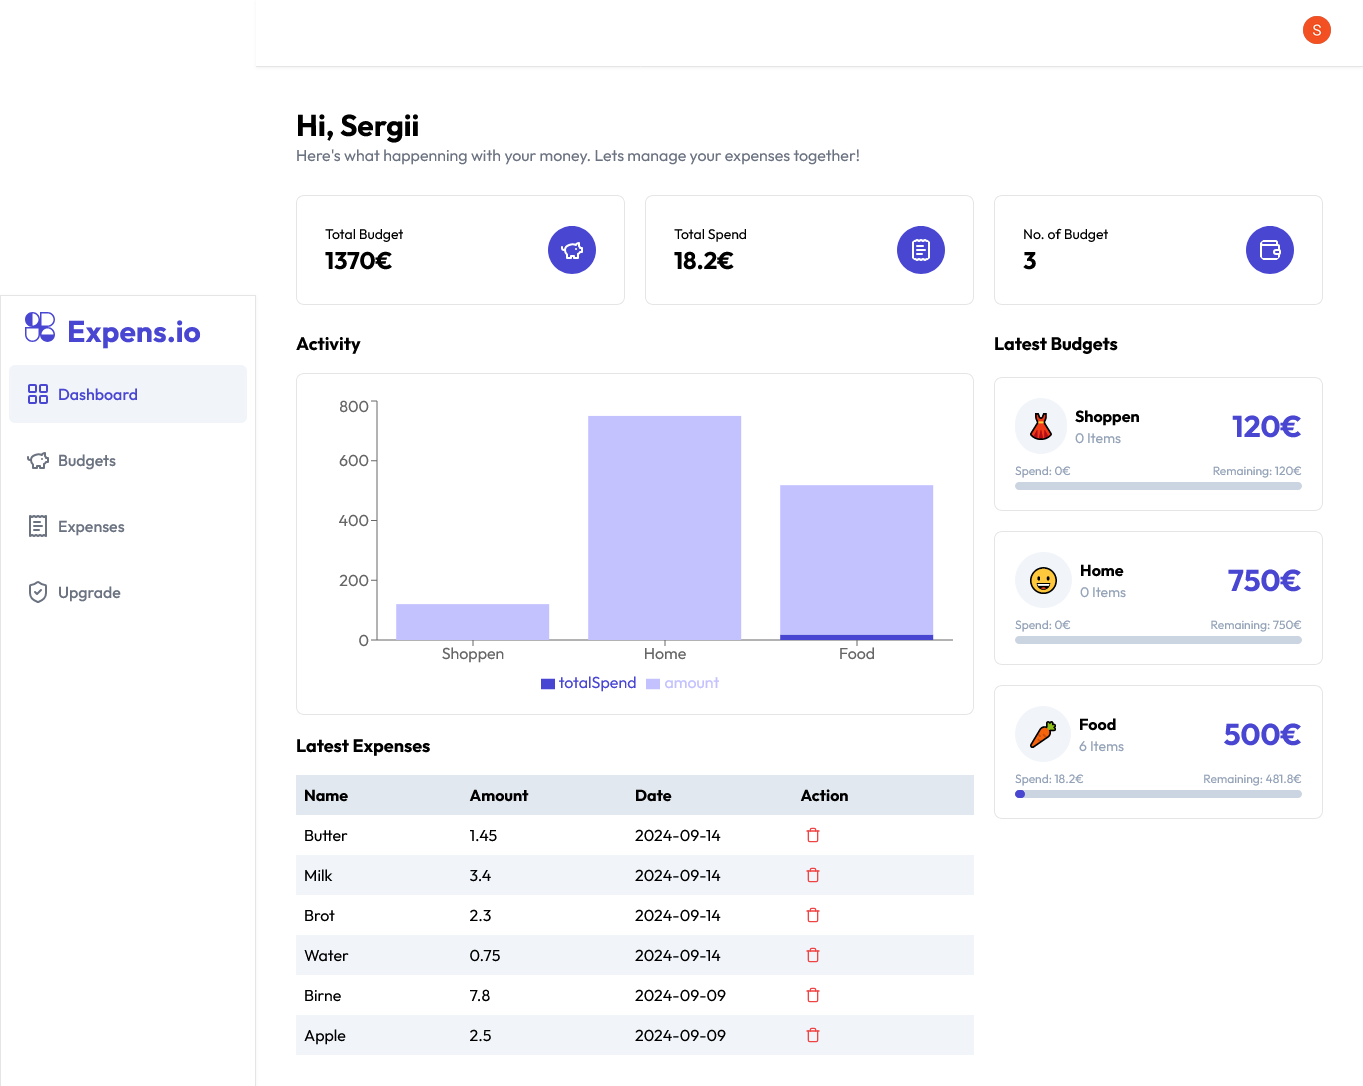 S
Expens.io
Dashboard
Budgets
Expenses
Upgrade
Hi, Sergii
Here's what happenning with your money. Lets manage your expenses together!
Total Budget
1370€
Total Spend
18.2€
No. of Budget
3
Activity
800
600
400
200
0
Shoppen Home Food
totalSpend amount
Latest Budgets
Shoppen
0 Items
120€
Spend: 0€ Remaining: 120€
Home
0 Items
750€
Spend: 0€ Remaining: 750€
Food
6 Items
500€
Spend: 18.2€ Remaining: 481.8€
Latest Expenses
Name Amount Date Action
Butter 1.45 2024-09-14
Milk 3.4 2024-09-14
Brot 2.3 2024-09-14
Water 0.75 2024-09-14
Birne 7.8 2024-09-09
Apple 2.5 2024-09-09